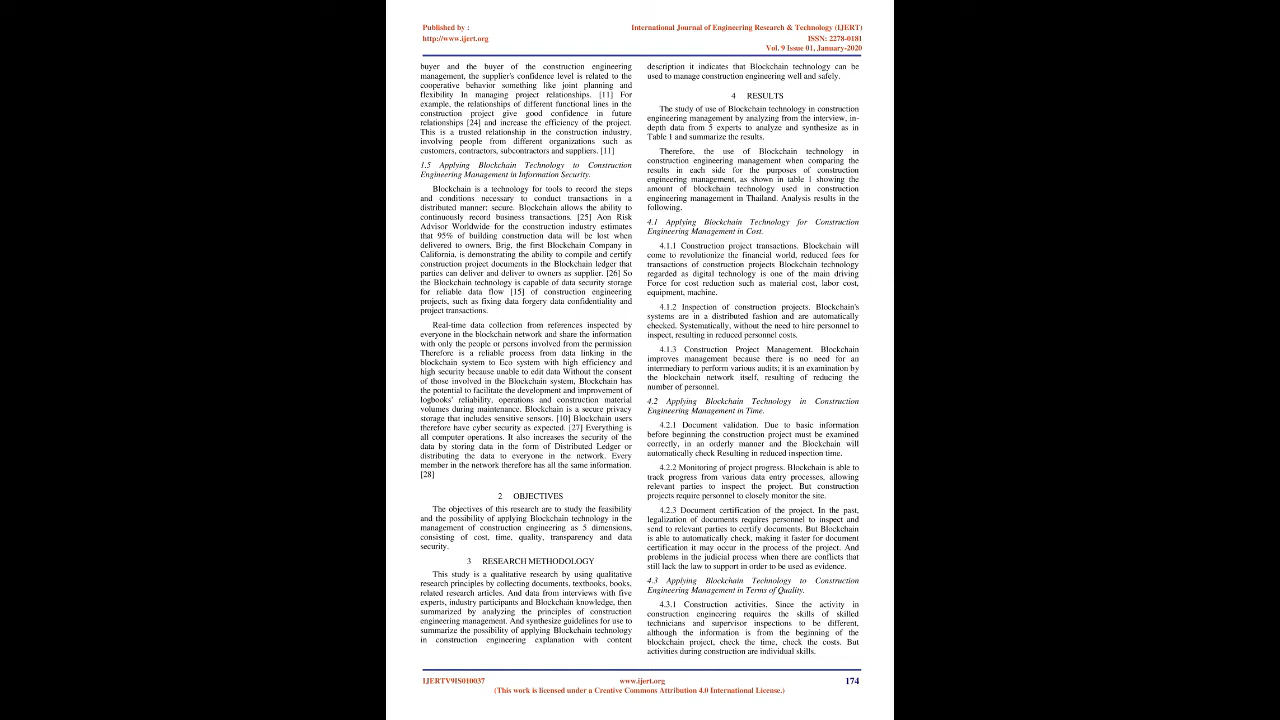 Published by :
http://www.ijert.org
International Journal of Engineering Research & Technology (IJERT)
ISSN: 2278-0181
Vol. 9 Issue 01, January-2020
buyer and the buyer of the construction engineering
management, the supplier's confidence level is related to the
cooperative behavior something like joint planning and
flexibility In managing project relationships. [11] For
example, the relationships of different functional lines in the
construction project give good confidence in future
relationships [24] and increase the efficiency of the project.
This is a trusted relationship in the construction industry,
involving people from different organizations such as
customers, contractors, subcontractors and suppliers. [11]
1.5 Applying Blockchain Technology to Construction
Engineering Management in Information Security.
Blockchain is a technology for tools to record the steps
and conditions necessary to conduct transactions in a
distributed manner: secure. Blockchain allows the ability to
continuously record business transactions. [25] Aon Risk
Advisor Worldwide for the construction industry estimates
that 95% of building construction data will be lost when
delivered to owners, Brig, the first Blockchain Company in
California, is demonstrating the ability to compile and certify
construction project documents in the Blockchain ledger that
parties can deliver and deliver to owners as supplier. [26] So
the Blockchain technology is capable of data security storage
for reliable data flow [15] of construction engineering
projects, such as fixing data forgery data confidentiality and
project transactions.
Real-time data collection from references inspected by
everyone in the blockchain network and share the information
with only the people or persons involved from the permission
Therefore is a reliable process from data linking in the
blockchain system to Eco system with high efficiency and
high security because unable to edit data Without the consent
of those involved in the Blockchain system, Blockchain has
the potential to facilitate the development and improvement of
logbooks' reliability, operations and construction material
volumes during maintenance. Blockchain is a secure privacy
storage that includes sensitive sensors. [10] Blockchain users
therefore have cyber security as expected. [27] Everything is
all computer operations. It also increases the security of the
data by storing data in the form of Distributed Ledger or
distributing the data to everyone in the network. Every
member in the network therefore has all the same information.
[28]
2 OBJECTIVES
The objectives of this research are to study the feasibility
and the possibility of applying Blockchain technology in the
management of construction engineering as 5 dimensions,
consisting of cost, time, quality, transparency and data
security.
3 RESEARCH METHODOLOGY
This study is a qualitative research by using qualitative
research principles by collecting documents, textbooks, books,
related research articles. And data from interviews with five
experts, industry participants and Blockchain knowledge, then
summarized by analyzing the principles of construction
engineering management. And synthesize guidelines for use to
summarize the possibility of applying Blockchain technology
in construction engineering explanation with content
description it indicates that Blockchain technology can be
used to manage construction engineering well and safely.
4 RESULTS
The study of use of Blockchain technology in construction
engineering management by analyzing from the interview, in-
depth data from 5 experts to analyze and synthesize as in
Table 1 and summarize the results.
Therefore, the use of Blockchain technology in
construction engineering management when comparing the
results in each side for the purposes of construction
engineering management, as shown in table 1 showing the
amount of blockchain technology used in construction
engineering management in Thailand. Analysis results in the
following.
4.1 Applying Blockchain Technology for Construction
Engineering Management in Cost.
4.1.1 Construction project transactions. Blockchain will
come to revolutionize the financial world, reduced fees for
transactions of construction projects Blockchain technology
regarded as digital technology is one of the main driving
Force for cost reduction such as material cost, labor cost,
equipment, machine.
4.1.2 Inspection of construction projects. Blockchain's
systems are in a distributed fashion and are automatically
checked. Systematically, without the need to hire personnel to
inspect, resulting in reduced personnel costs.
4.1.3 Construction Project Management. Blockchain
improves management because there is no need for an
intermediary to perform various audits; it is an examination by
the blockchain network itself, resulting of reducing the
number of personnel.
4.2 Applying Blockchain Technology in Construction
Engineering Management in Time.
4.2.1 Document validation. Due to basic information
before beginning the construction project must be examined
correctly, in an orderly manner and the Blockchain will
automatically check Resulting in reduced inspection time.
4.2.2 Monitoring of project progress. Blockchain is able to
track progress from various data entry processes, allowing
relevant parties to inspect the project. But construction
projects require personnel to closely monitor the site.
4.2.3 Document certification of the project. In the past,
legalization of documents requires personnel to inspect and
send to relevant parties to certify documents. But Blockchain
is able to automatically check, making it faster for document
certification it may occur in the process of the project. And
problems in the judicial process when there are conflicts that
still lack the law to support in order to be used as evidence.
4.3 Applying Blockchain Technology to Construction
Engineering Management in Terms of Quality.
4.3.1 Construction activities. Since the activity in
construction engineering requires the skills of skilled
technicians and supervisor inspections to be different,
although the information is from the beginning of the
blockchain project, check the time, check the costs. But
activities during construction are individual skills.
IJERTV9IS010037
www.ijert.org
174
(This work is licensed under a Creative Commons Attribution 4.0 International License.)